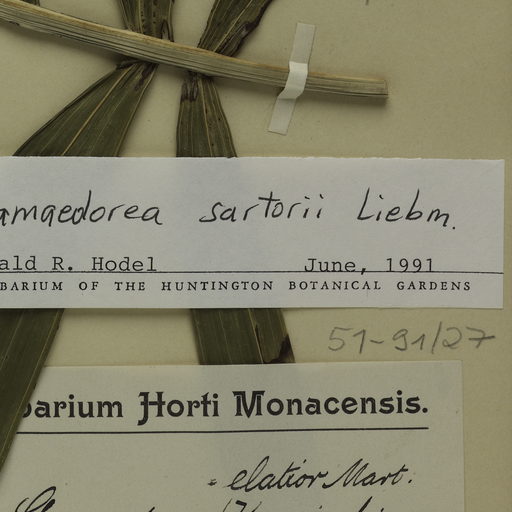 amaedorea sartorii Liebm.
ald R. Hodel June, 1991
BARIUM OF THE HUNTINGTON BOTANICAL GARDENS
51-91/27
barium Horti Monacensis.
elatior Mart.